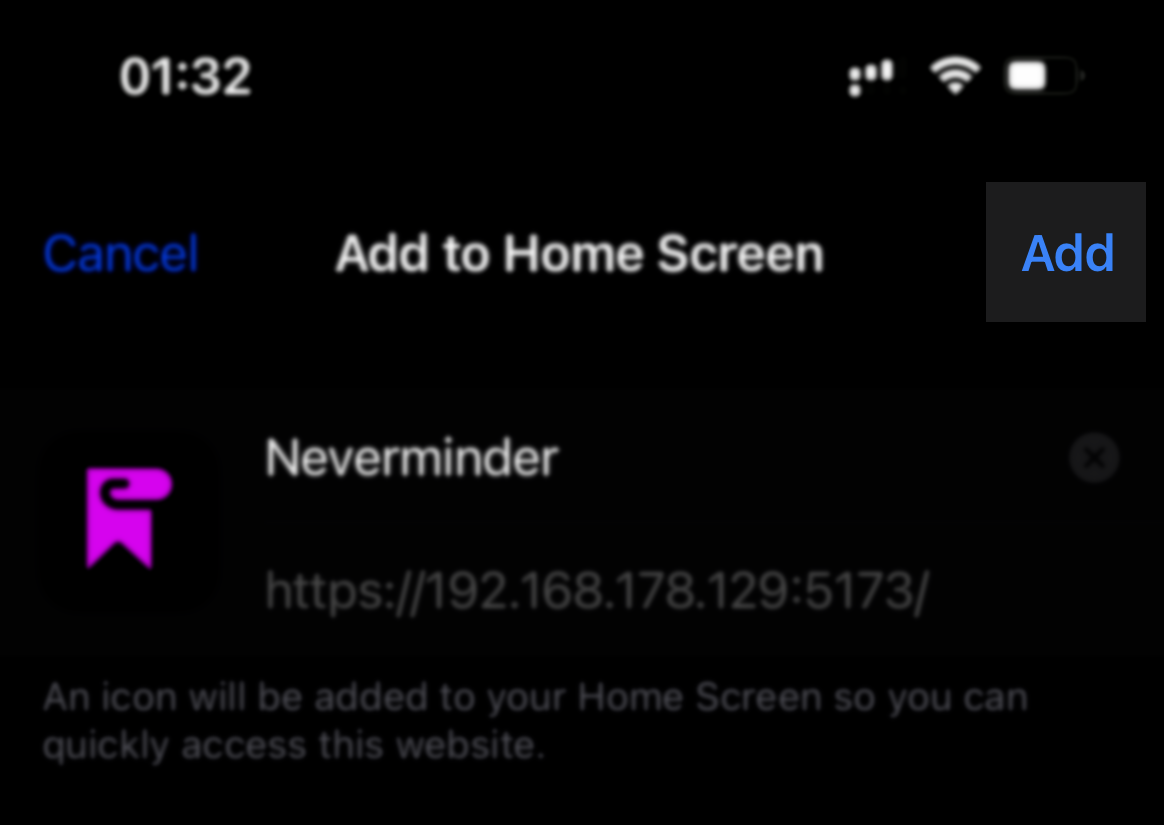 01:32
Cancel
Add to Home Screen
Add
Neverminder
https://192.168.178.129:5173/
An icon will be added to your Home Screen so you can
quickly access this website.